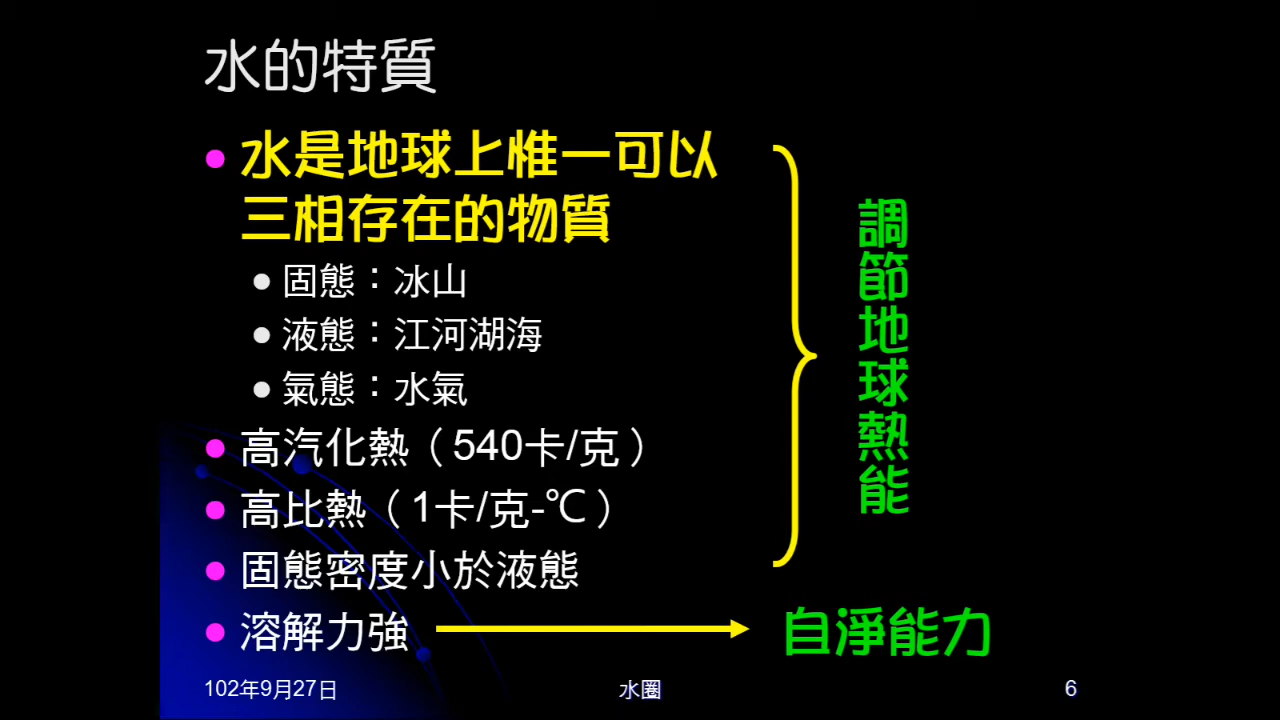 水的特質
水是地球上惟一可以
三相存在的物質
固態：冰山
液態：江河湖海
氣態：水氣
高汽化熱（540卡/克）
高比熱（1卡/克-℃）
固態密度小於液態
溶解力強
調節地球熱能
自淨能力
102年9月27日
水圈
6